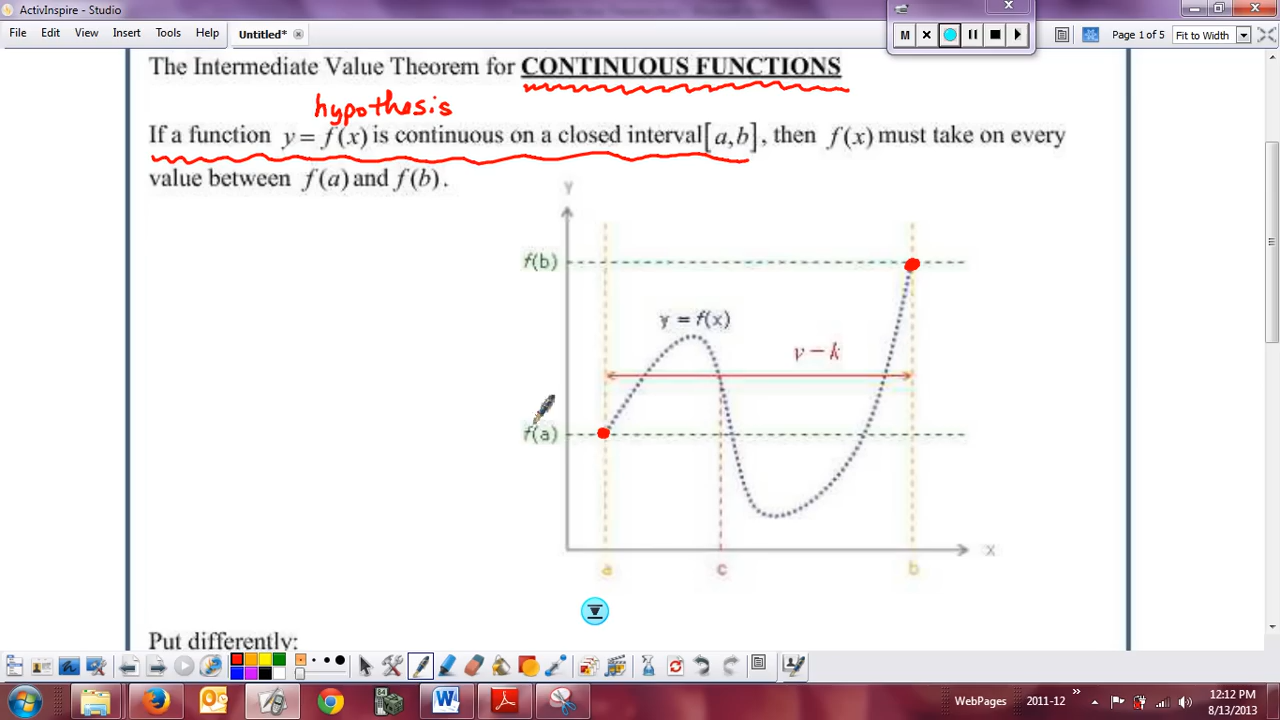 ActivInspire - Studio
File Edit View Insert Tools Help Untitled* M Page 1 of 5 Fit to Width
The Intermediate Value Theorem for CONTINUOUS FUNCTIONS
hypothesis
If a function y = f(x) is continuous on a closed interval [a,b], then f(x) must take on every
value between f(a) and f(b).
y
f(b)
y = f(x)
y = k
f(a)
x
a c b
Put differently:
WebPages 2011-12 » 12:12 PM
8/13/2013